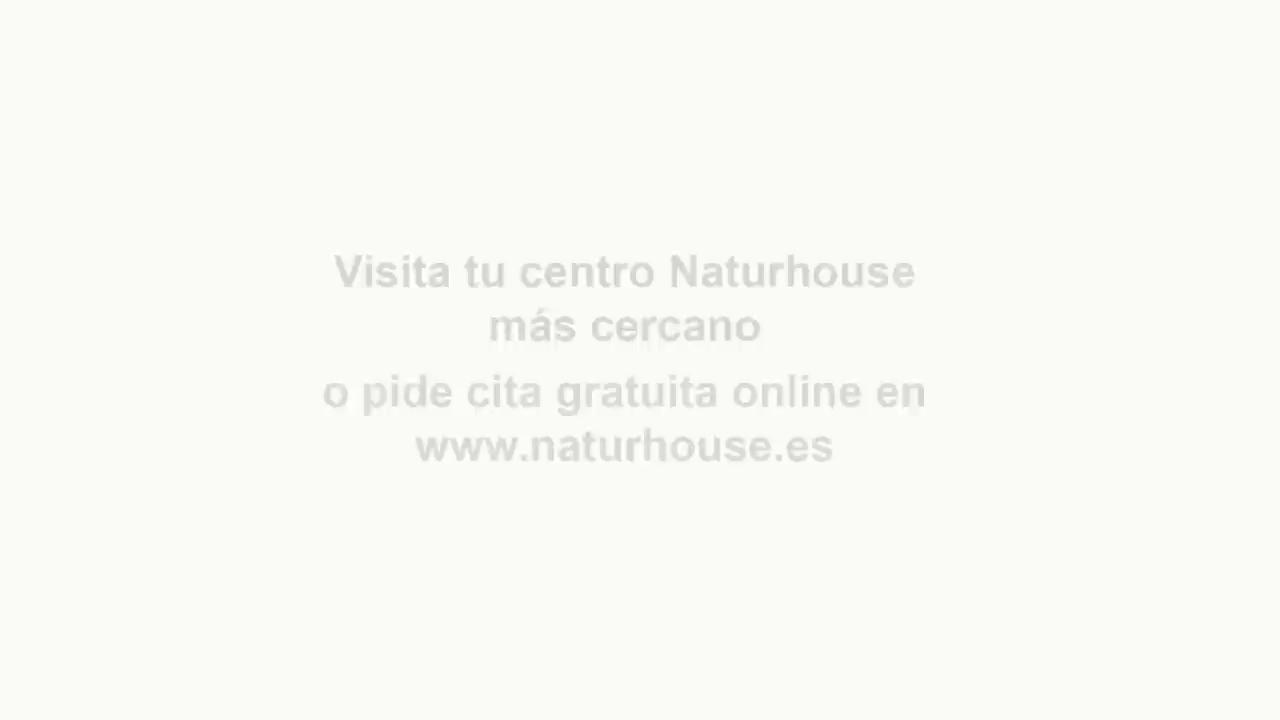 Visita tu centro Naturhouse
más cercano
o pide cita gratuita online en
www.naturhouse.es